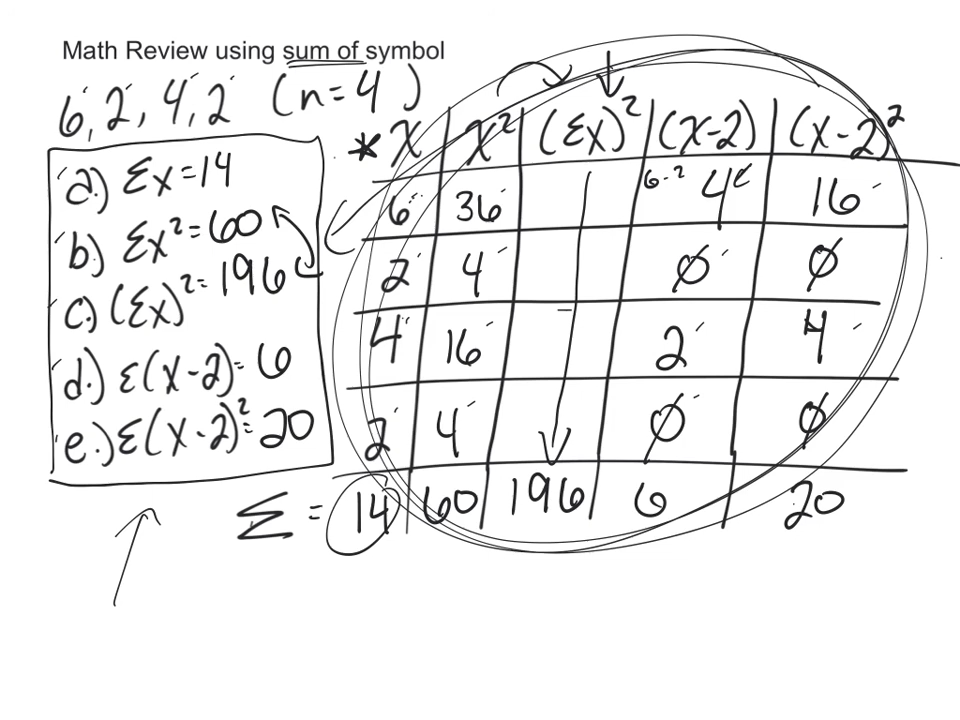 Math Review using sum of symbol
6, 2, 4, 2 (n=4)
* x x² (Σx)² (x-2) (x-2)²
6 36 6-2 4 16
2 4 0 0
4 16 2 4
2 4 0 0
Σ = 14 60 196 6 20
a.) Σx=14
b.) Σx²=60
c.) (Σx)²=196
d.) Σ(x-2)=6
e.) Σ(x-2)²=20